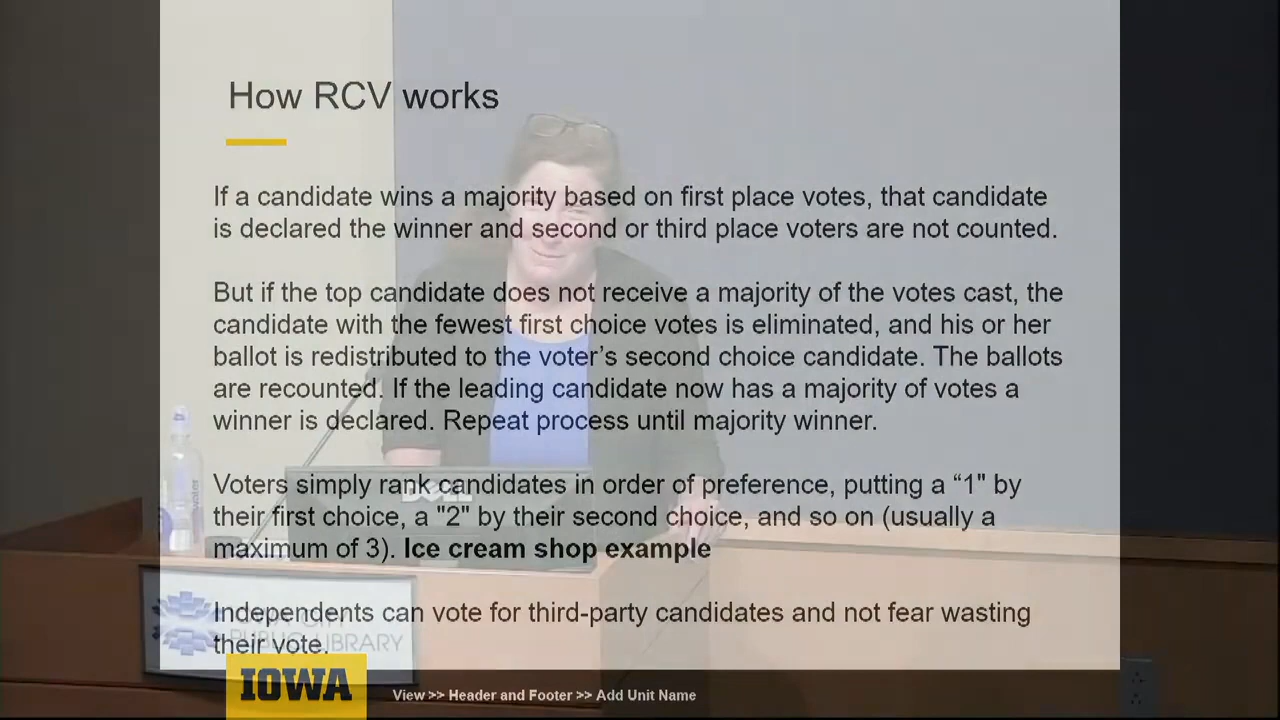 How RCV works
If a candidate wins a majority based on first place votes, that candidate
is declared the winner and second or third place voters are not counted.
But if the top candidate does not receive a majority of the votes cast, the
candidate with the fewest first choice votes is eliminated, and his or her
ballot is redistributed to the voter’s second choice candidate. The ballots
are recounted. If the leading candidate now has a majority of votes a
winner is declared. Repeat process until majority winner.
Voters simply rank candidates in order of preference, putting a “1" by
their first choice, a "2" by their second choice, and so on (usually a
maximum of 3). Ice cream shop example
Independents can vote for third-party candidates and not fear wasting
their vote.
PUBLIC LIBRARY
DELL
IOWA
View >> Header and Footer >> Add Unit Name